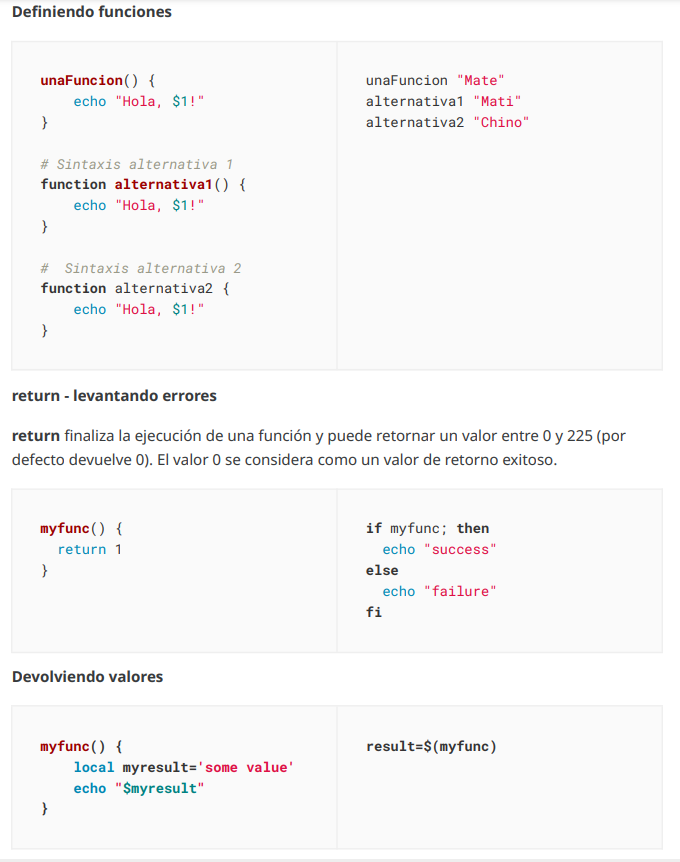 Definiendo funciones
unaFuncion() {
    echo "Hola, $1!"
}

# Sintaxis alternativa 1
function alternativa1() {
    echo "Hola, $1!"
}

#  Sintaxis alternativa 2
function alternativa2 {
    echo "Hola, $1!"
}
unaFuncion "Mate"
alternativa1 "Mati"
alternativa2 "Chino"
return - levantando errores
return finaliza la ejecución de una función y puede retornar un valor entre 0 y 225 (por
defecto devuelve 0). El valor 0 se considera como un valor de retorno exitoso.
myfunc() {
  return 1
}
if myfunc; then
  echo "success"
else
  echo "failure"
fi
Devolviendo valores
myfunc() {
    local myresult='some value'
    echo "$myresult"
}
result=$(myfunc)